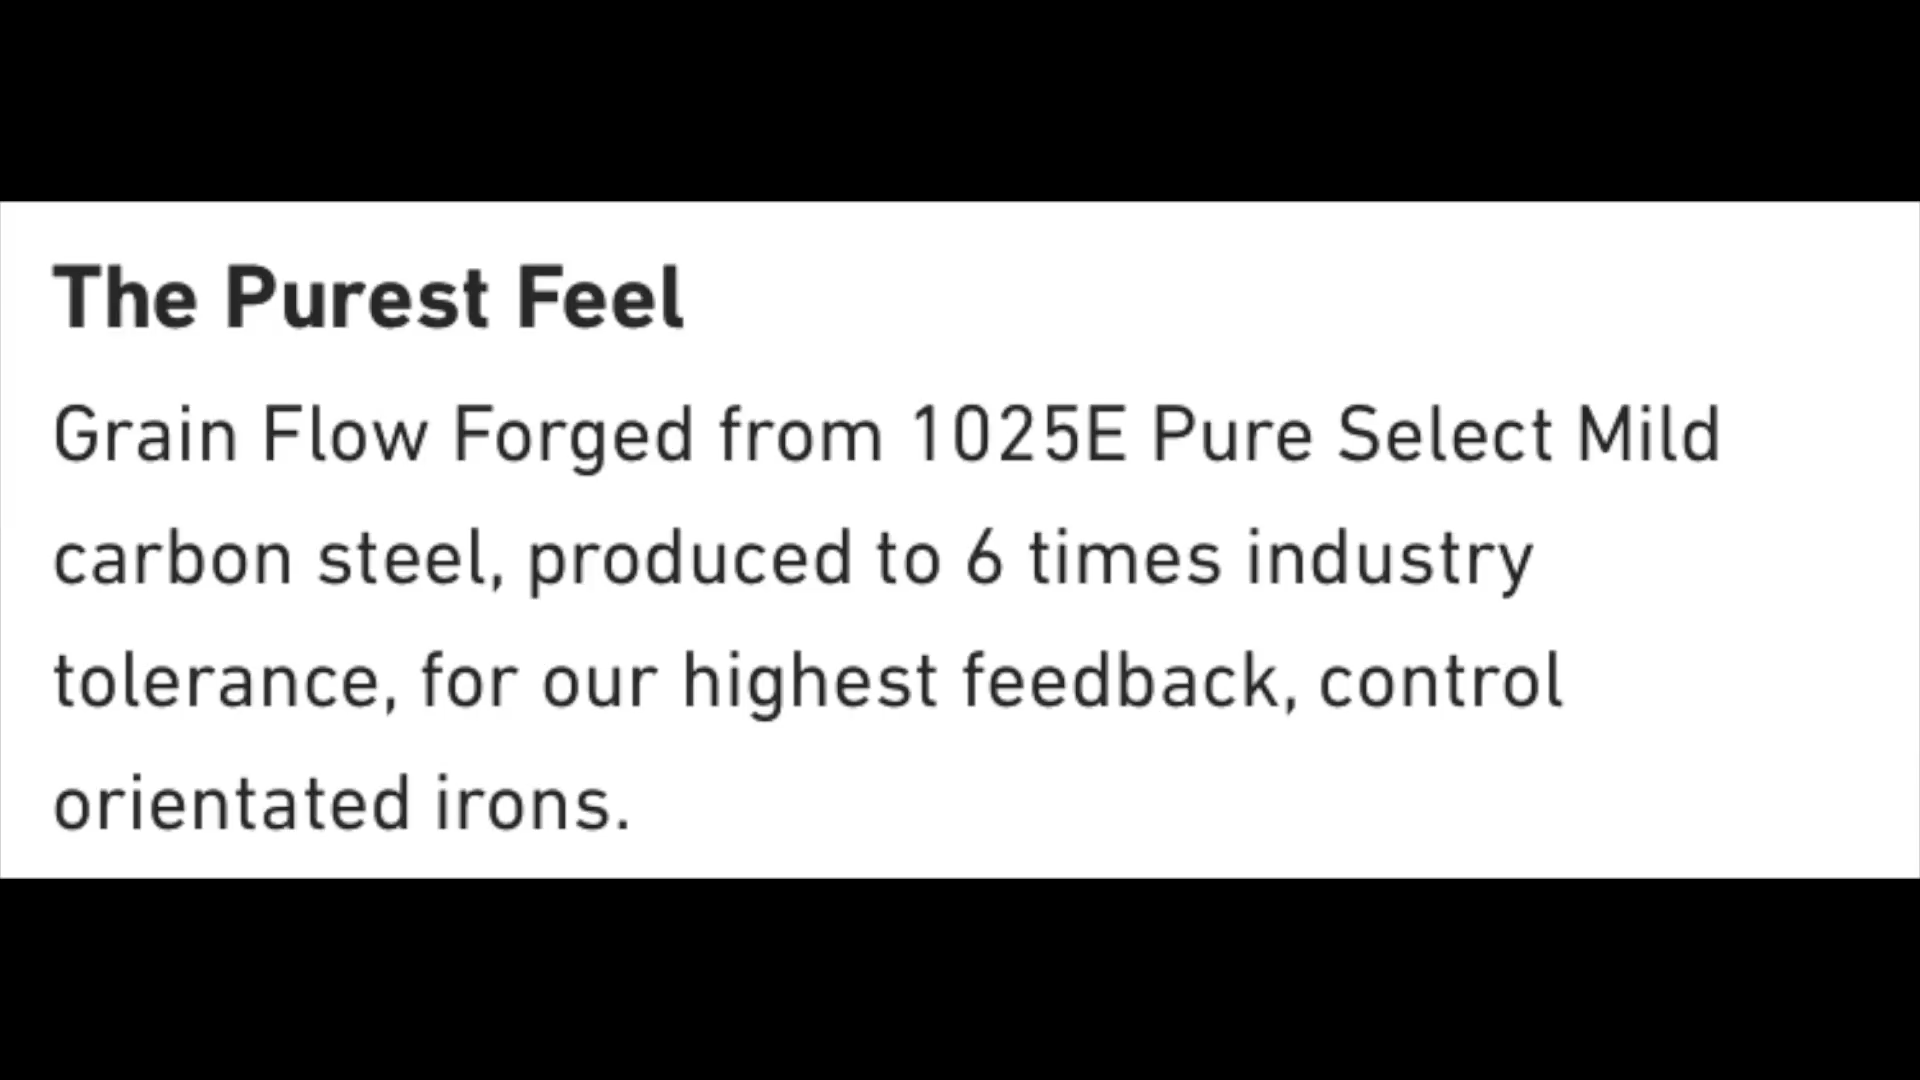 The Purest Feel
Grain Flow Forged from 1025E Pure Select Mild
carbon steel, produced to 6 times industry
tolerance, for our highest feedback, control
orientated irons.